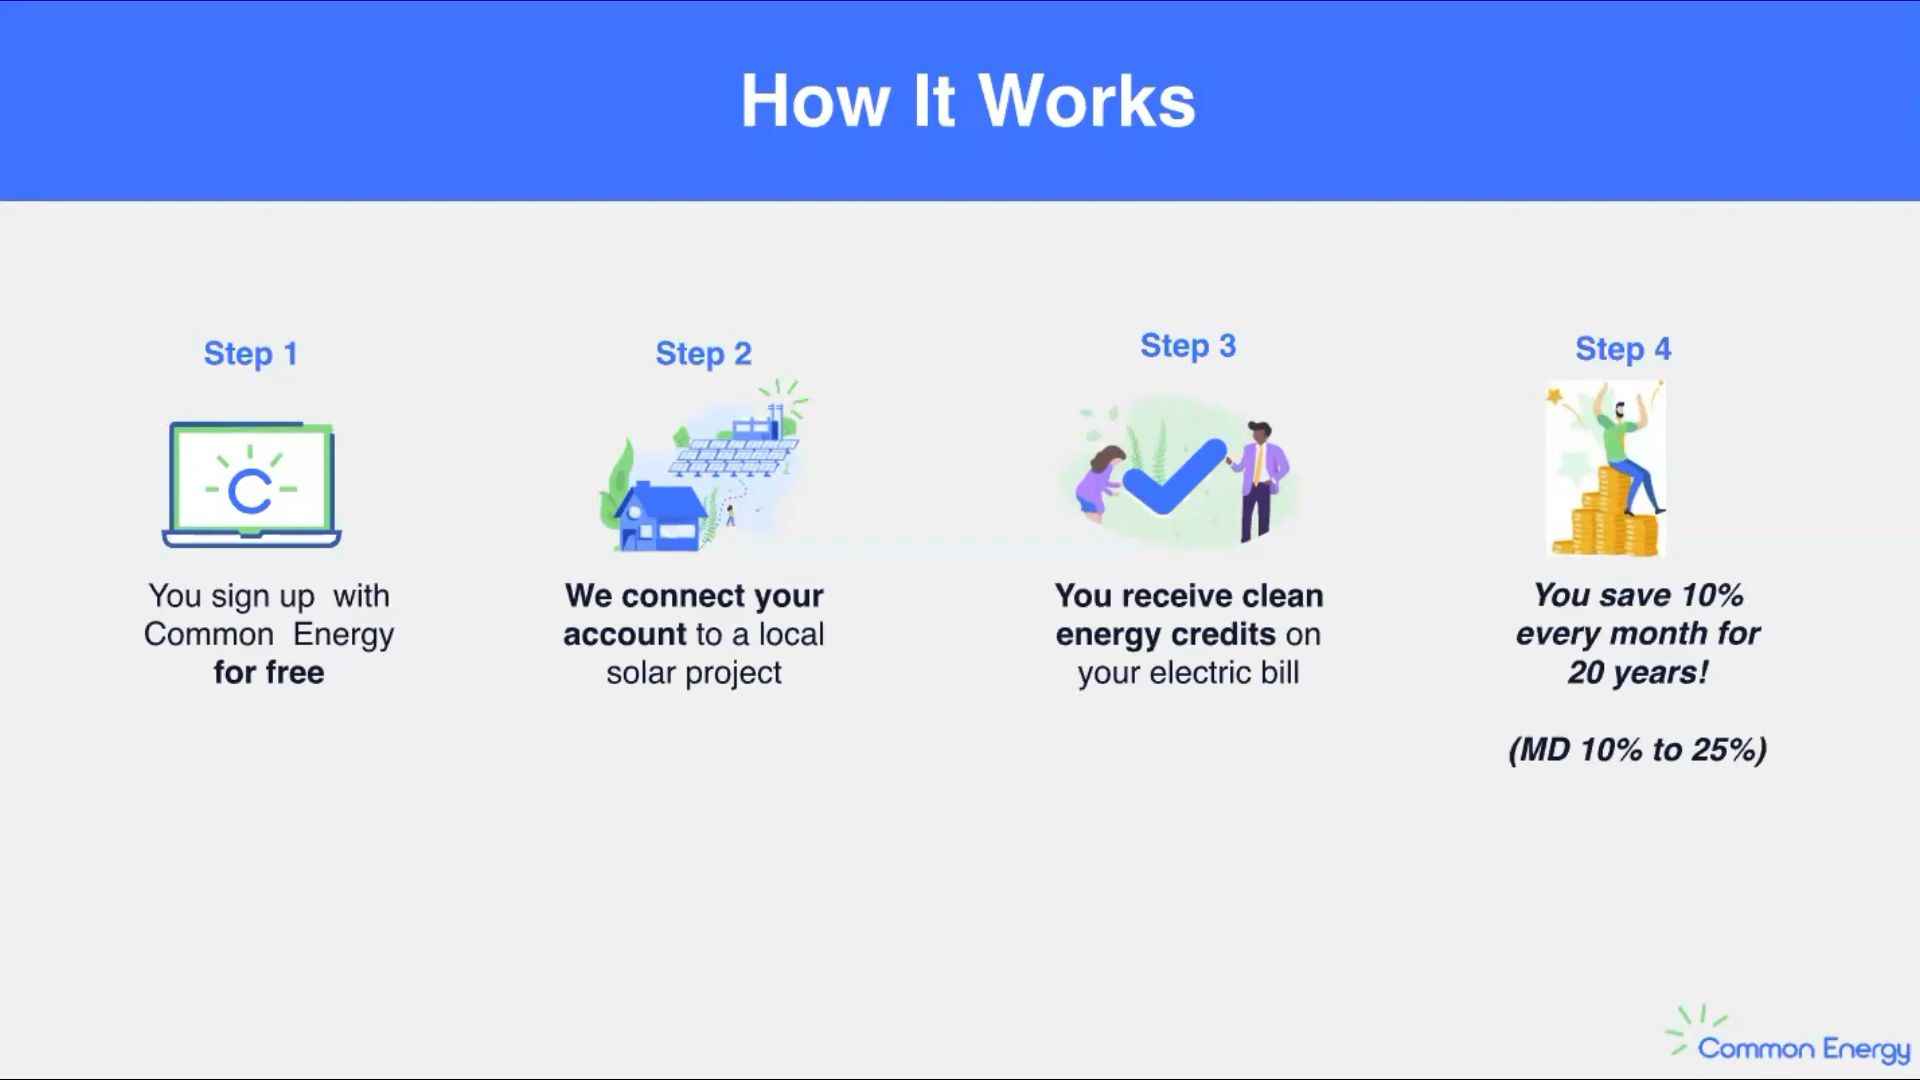 How It Works
Step 1
You sign up with
Common Energy
for free
Step 2
We connect your
account to a local
solar project
Step 3
You receive clean
energy credits on
your electric bill
Step 4
You save 10%
every month for
20 years!
(MD 10% to 25%)
Common Energy